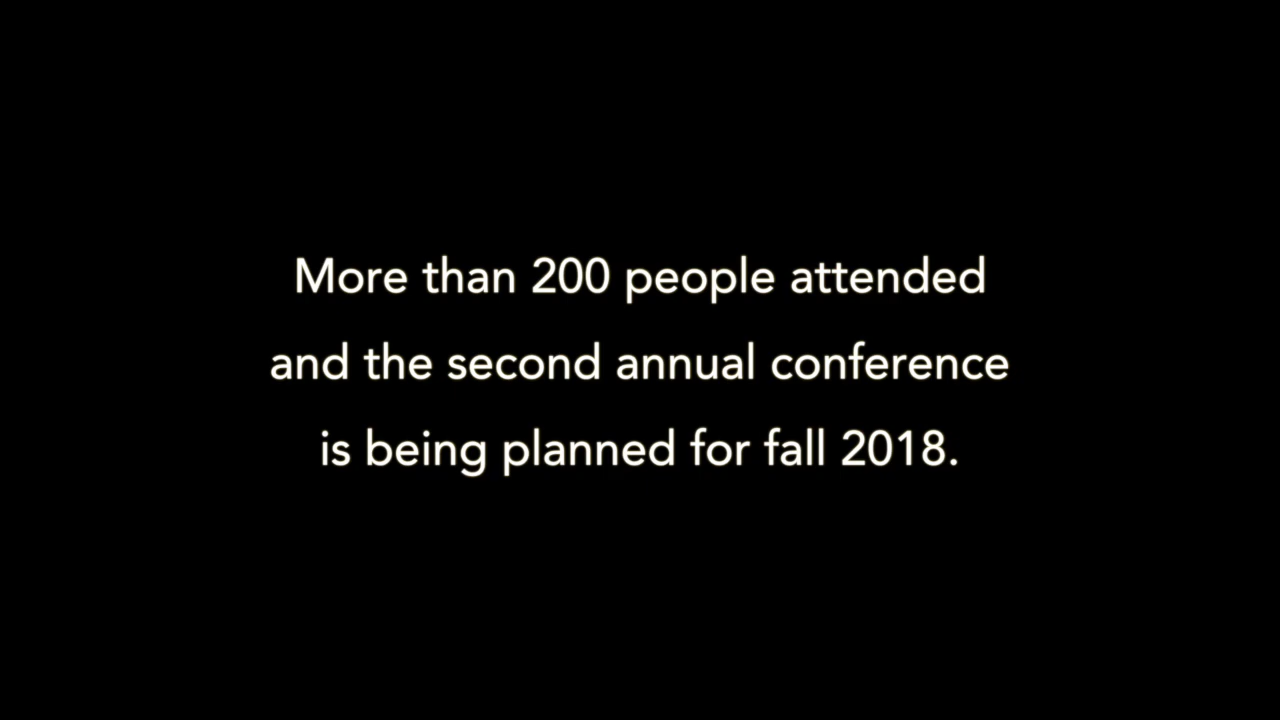 More than 200 people attended
and the second annual conference
is being planned for fall 2018.